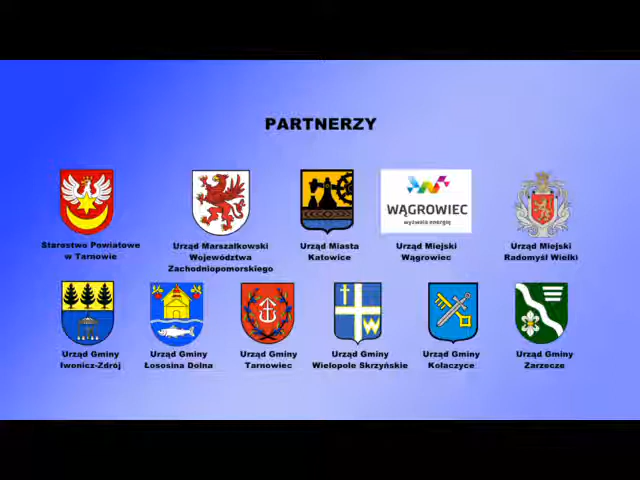 PARTNERZY
WĄGROWIEC
wyzwala energię
Starostwo Powiatowe
w Tarnowie
Urząd Marszałkowski
Województwa
Zachodniopomorskiego
Urząd Miasta
Katowice
Urząd Miejski
Wągrowiec
Urząd Miejski
Radomyśl Wielki
W
Urząd Gminy
Iwonicz-Zdrój
Urząd Gminy
Łososina Dolna
Urząd Gminy
Tarnowiec
Urząd Gminy
Wielopole Skrzyńskie
Urząd Gminy
Kołaczyce
Urząd Gminy
Zarzecze